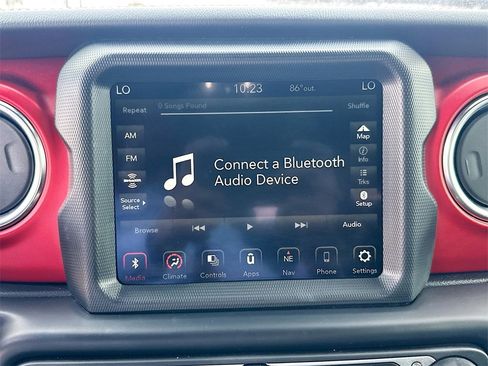 LO 10:23 86°out. LO
Repeat 0 Songs Found Shuffle
AM
FM
SiriusXM
Source
Select
Connect a Bluetooth
Audio Device
Map
Info
Trks
Setup
Browse Audio
NE
Media Climate Controls Apps Nav Phone Settings